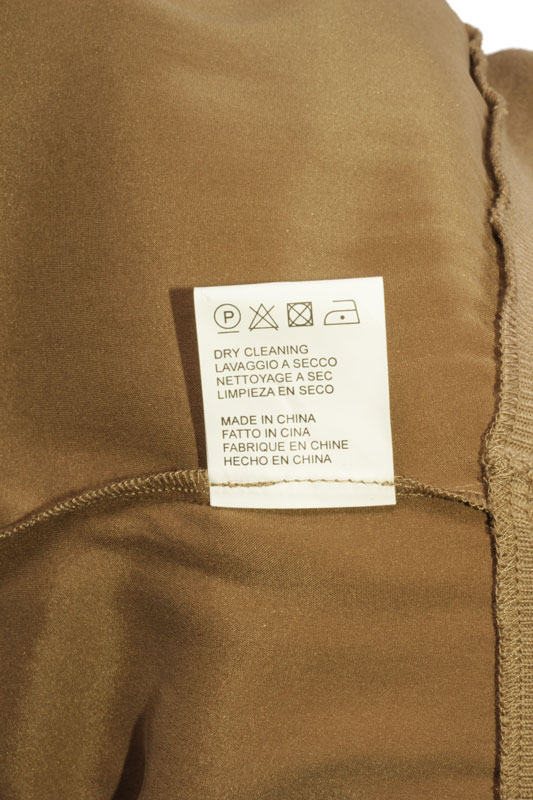 P
DRY CLEANING
LAVAGGIO A SECCO
NETTOYAGE A SEC
LIMPIEZA EN SECO
MADE IN CHINA
FATTO IN CINA
FABRIQUE EN CHINE
HECHO EN CHINA